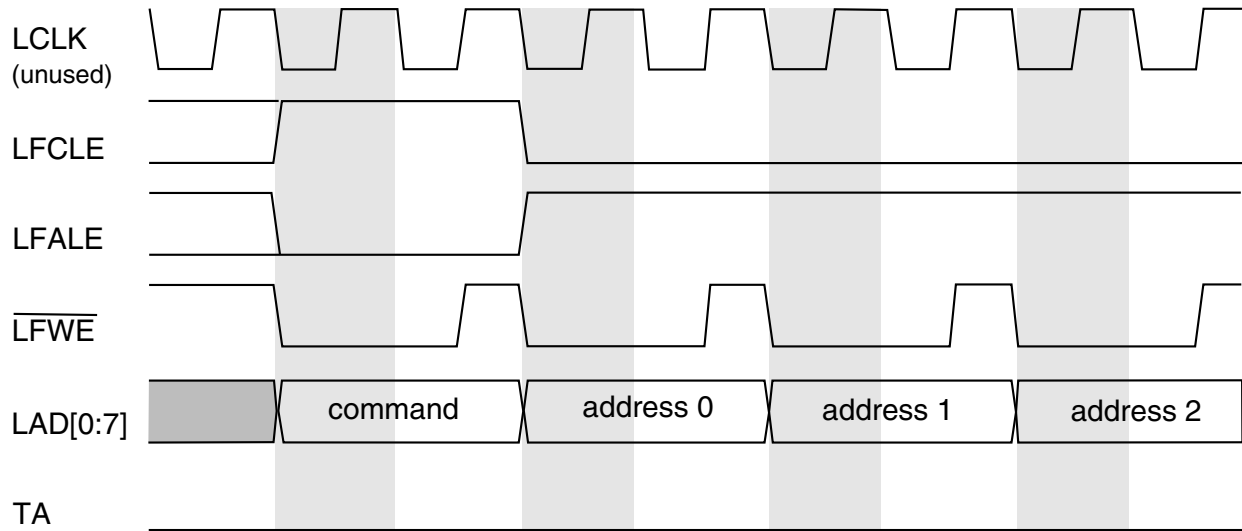 LCLK
(unused)
LFCLE
LFALE
LFWE
LAD[0:7] command address 0 address 1 address 2
TA